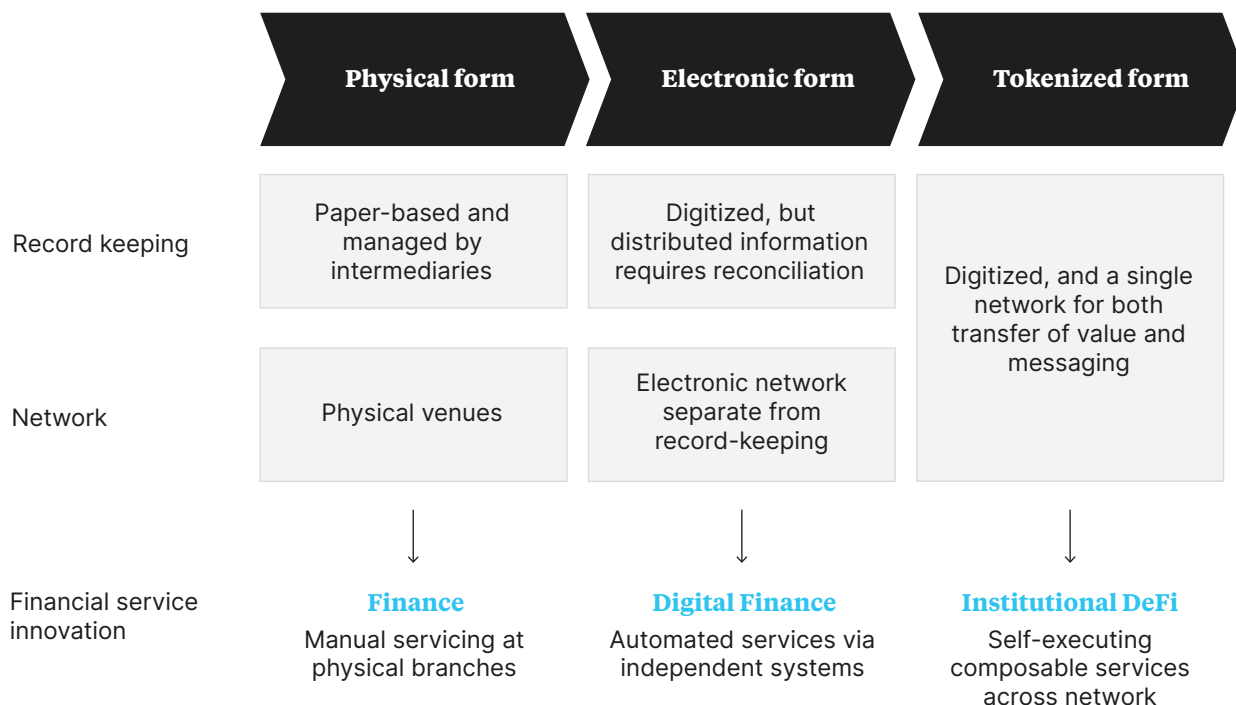 Physical form
Electronic form
Tokenized form
Record keeping
Paper-based and
managed by
intermediaries
Digitized, but
distributed information
requires reconciliation
Digitized, and a single
network for both
transfer of value and
messaging
Network
Physical venues
Electronic network
separate from
record-keeping
Financial service
innovation
Finance
Manual servicing at
physical branches
Digital Finance
Automated services via
independent systems
Institutional DeFi
Self-executing
composable services
across network